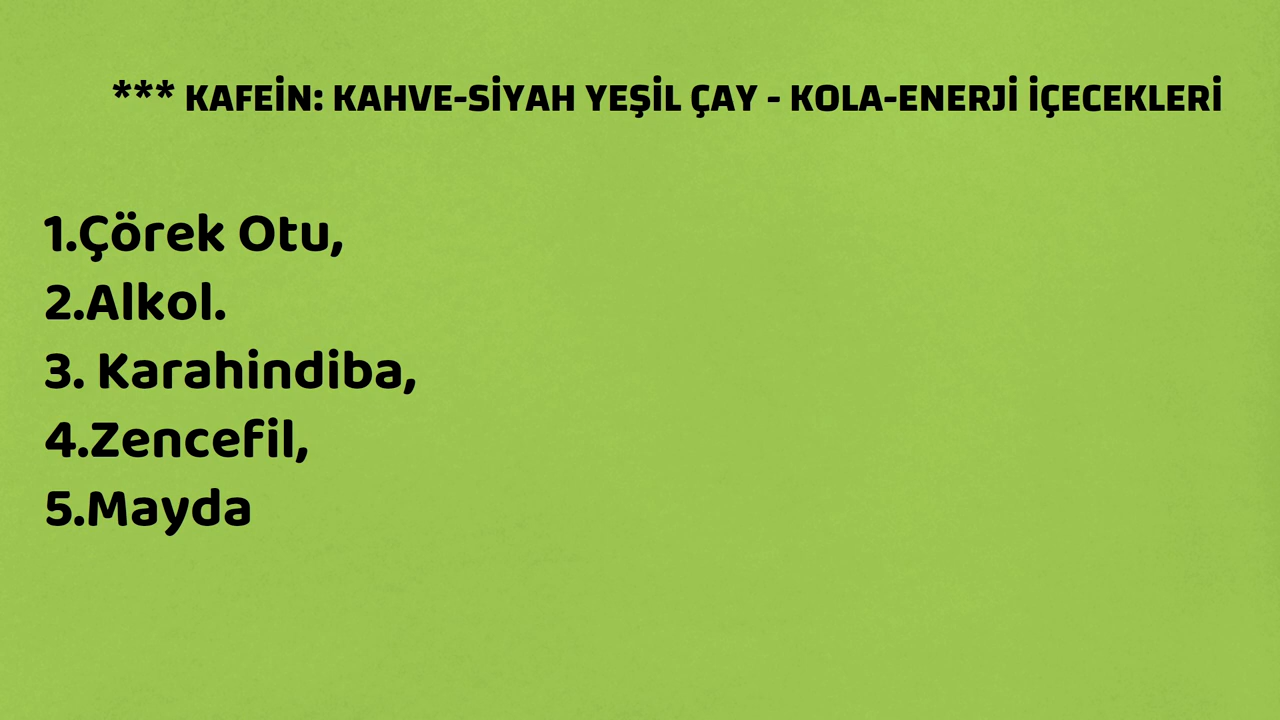 *** KAFEİN: KAHVE-SİYAH YEŞİL ÇAY - KOLA-ENERJİ İÇECEKLERİ
1.Çörek Otu,
2.Alkol.
3. Karahindiba,
4.Zencefil,
5.Mayda